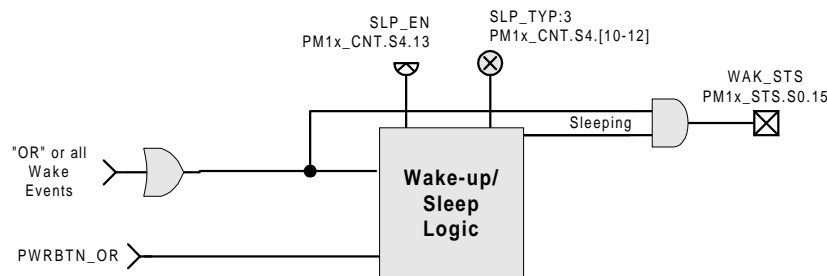 SLP_EN
PM1x_CNT.S4.13
SLP_TYP:3
PM1x_CNT.S4.[10-12]
WAK_STS
PM1x_STS.S0.15
Sleeping
"OR" or all
Wake
Events
Wake-up/
Sleep
Logic
PWRBTN_OR